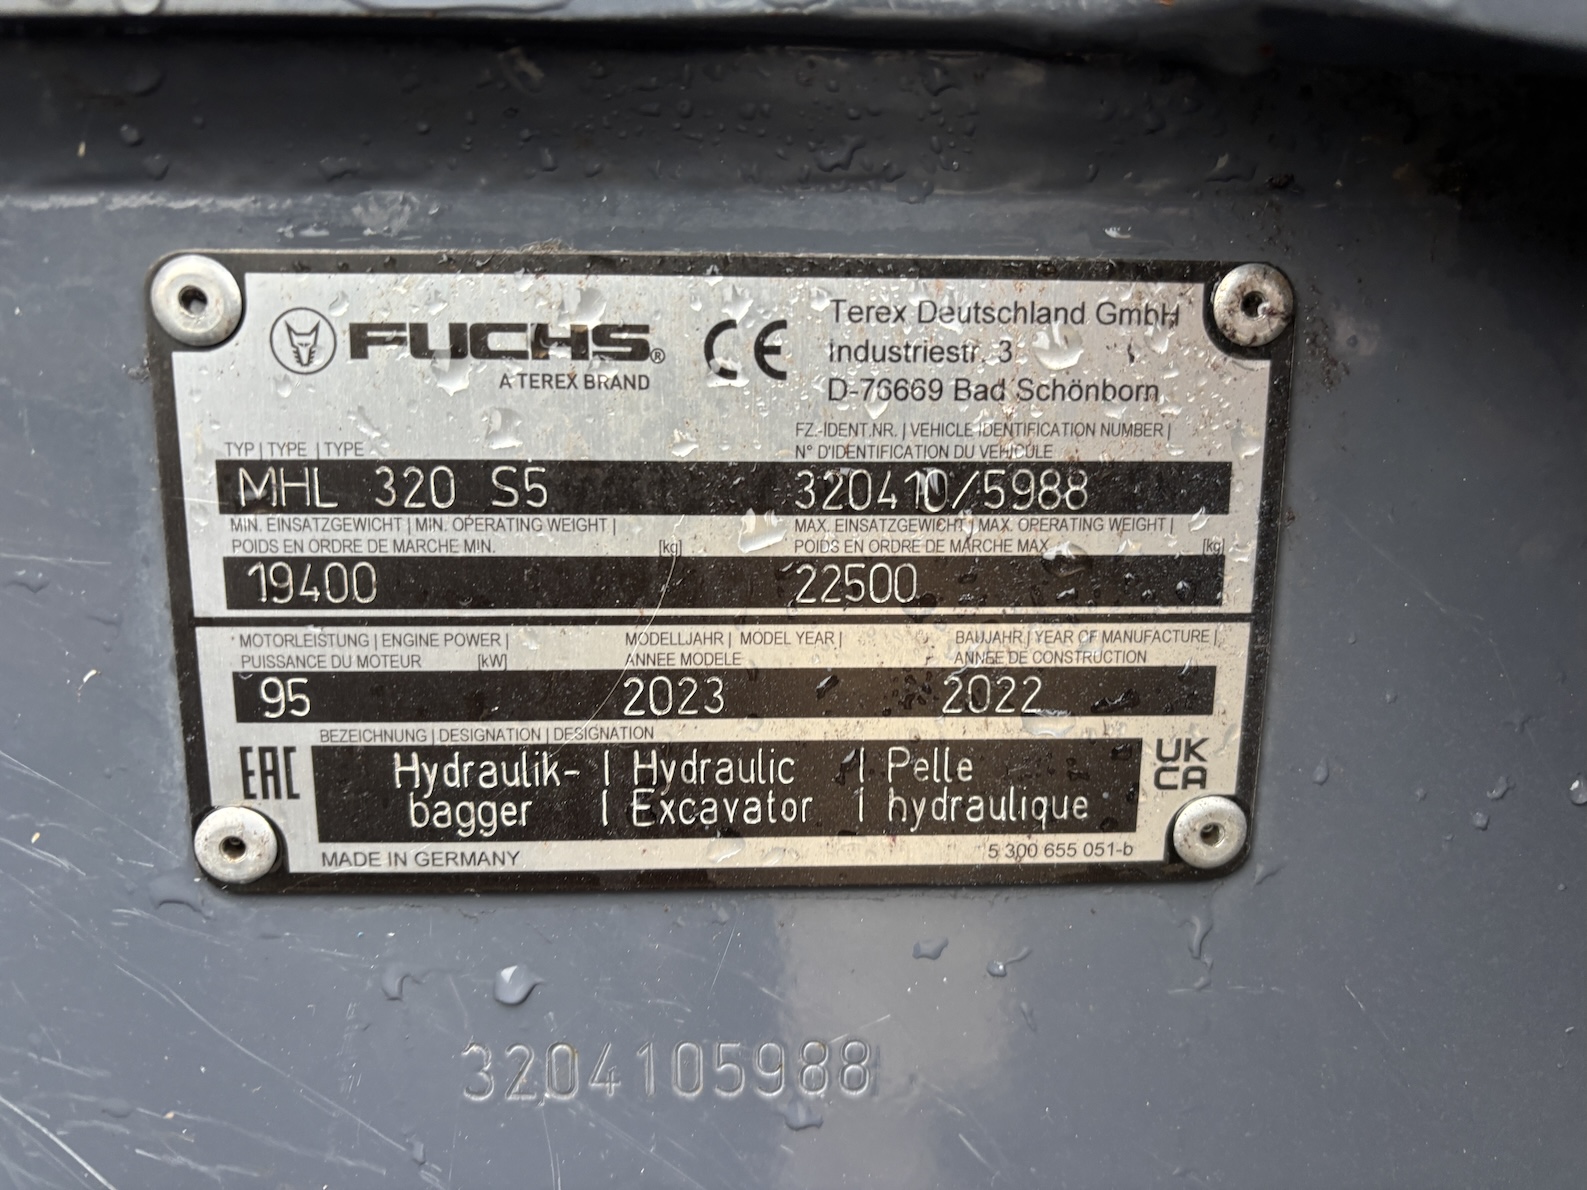 FUCHS®
A TEREX BRAND
CE
Terex Deutschland GmbH
Industriestr. 3
D-76669 Bad Schönborn
TYP | TYPE | TYPE
MHL 320 S5
FZ.-IDENT.NR. | VEHICLE IDENTIFICATION NUMBER |
N° D'IDENTIFICATION DU VEHICULE
320410/5988
MIN. EINSATZGEWICHT | MIN. OPERATING WEIGHT |
POIDS EN ORDRE DE MARCHE MIN. [kg]
19400
MAX. EINSATZGEWICHT | MAX. OPERATING WEIGHT |
POIDS EN ORDRE DE MARCHE MAX. [kg]
22500
MOTORLEISTUNG | ENGINE POWER |
PUISSANCE DU MOTEUR [kW]
95
MODELLJAHR | MODEL YEAR |
ANNEE MODELE
2023
BAUJAHR | YEAR OF MANUFACTURE |
ANNEE DE CONSTRUCTION
2022
BEZEICHNUNG | DESIGNATION | DESIGNATION
EAC
Hydraulik- | Hydraulic | Pelle
bagger | Excavator | hydraulique
UK
CA
MADE IN GERMANY
5 300 655 051-b
3204105988